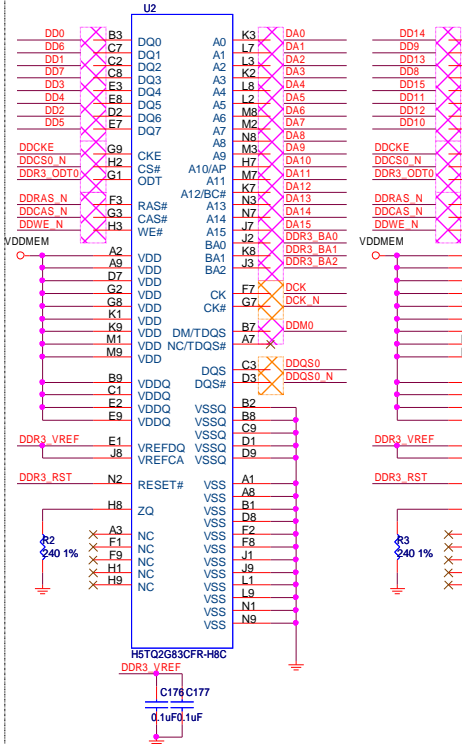 U2
DD0 B3 DQ0 A0 K3 DA0 DD14
DD6 C7 DQ1 A1 L7 DA1 DD9
DD1 C2 DQ2 A2 L3 DA2 DD13
DD7 C8 DQ3 A3 K2 DA3 DD8
DD3 E3 DQ4 A4 L8 DA4 DD15
DD4 E8 DQ5 A5 L2 DA5 DD11
DD2 D2 DQ6 A6 M8 DA6 DD12
DD5 E7 DQ7 A7 M2 DA7 DD10
A8 N8 DA8
DDCKE G9 CKE A9 M3 DA9 DDCKE
DDCS0_N H2 CS# A10/AP H7 DA10 DDCS0_N
DDR3_ODT0 G1 ODT A11 M7 DA11 DDR3_ODT0
A12/BC# K7 DA12
DDRAS_N F3 RAS# A13 N3 DA13 DDRAS_N
DDCAS_N G3 CAS# A14 N7 DA14 DDCAS_N
DDWE_N H3 WE# A15 J7 DA15 DDWE_N
VDDMEM BA0 J2 DDR3_BA0 VDDMEM
A2 VDD BA1 K8 DDR3_BA1
A9 VDD BA2 J3 DDR3_BA2
D7 VDD
G2 VDD CK F7 DCK
G8 VDD CK# G7 DCK_N
K1 VDD
K9 VDD DM/TDQS B7 DDM0
M1 VDD NC/TDQS# A7
M9 VDD
DQS C3 DDQS0
B9 VDDQ DQS# D3 DDQS0_N
C1 VDDQ
E2 VDDQ VSSQ B2
E9 VDDQ VSSQ B8
VSSQ C9
DDR3_VREF E1 VREFDQ VSSQ D1 DDR3_VREF
J8 VREFCA VSSQ D9
DDR3_RST N2 RESET# VSS A1 DDR3_RST
VSS A8
H8 ZQ VSS B1
VSS D8
A3 NC VSS F2
R2 F1 NC VSS F8 R3
240 1% F9 NC VSS J1 240 1%
H1 NC VSS J9
H9 NC VSS L1
VSS L9
VSS N1
VSS N9
H5TQ2G83CFR-H8C
DDR3_VREF
C176 C177
0.1uF 0.1uF